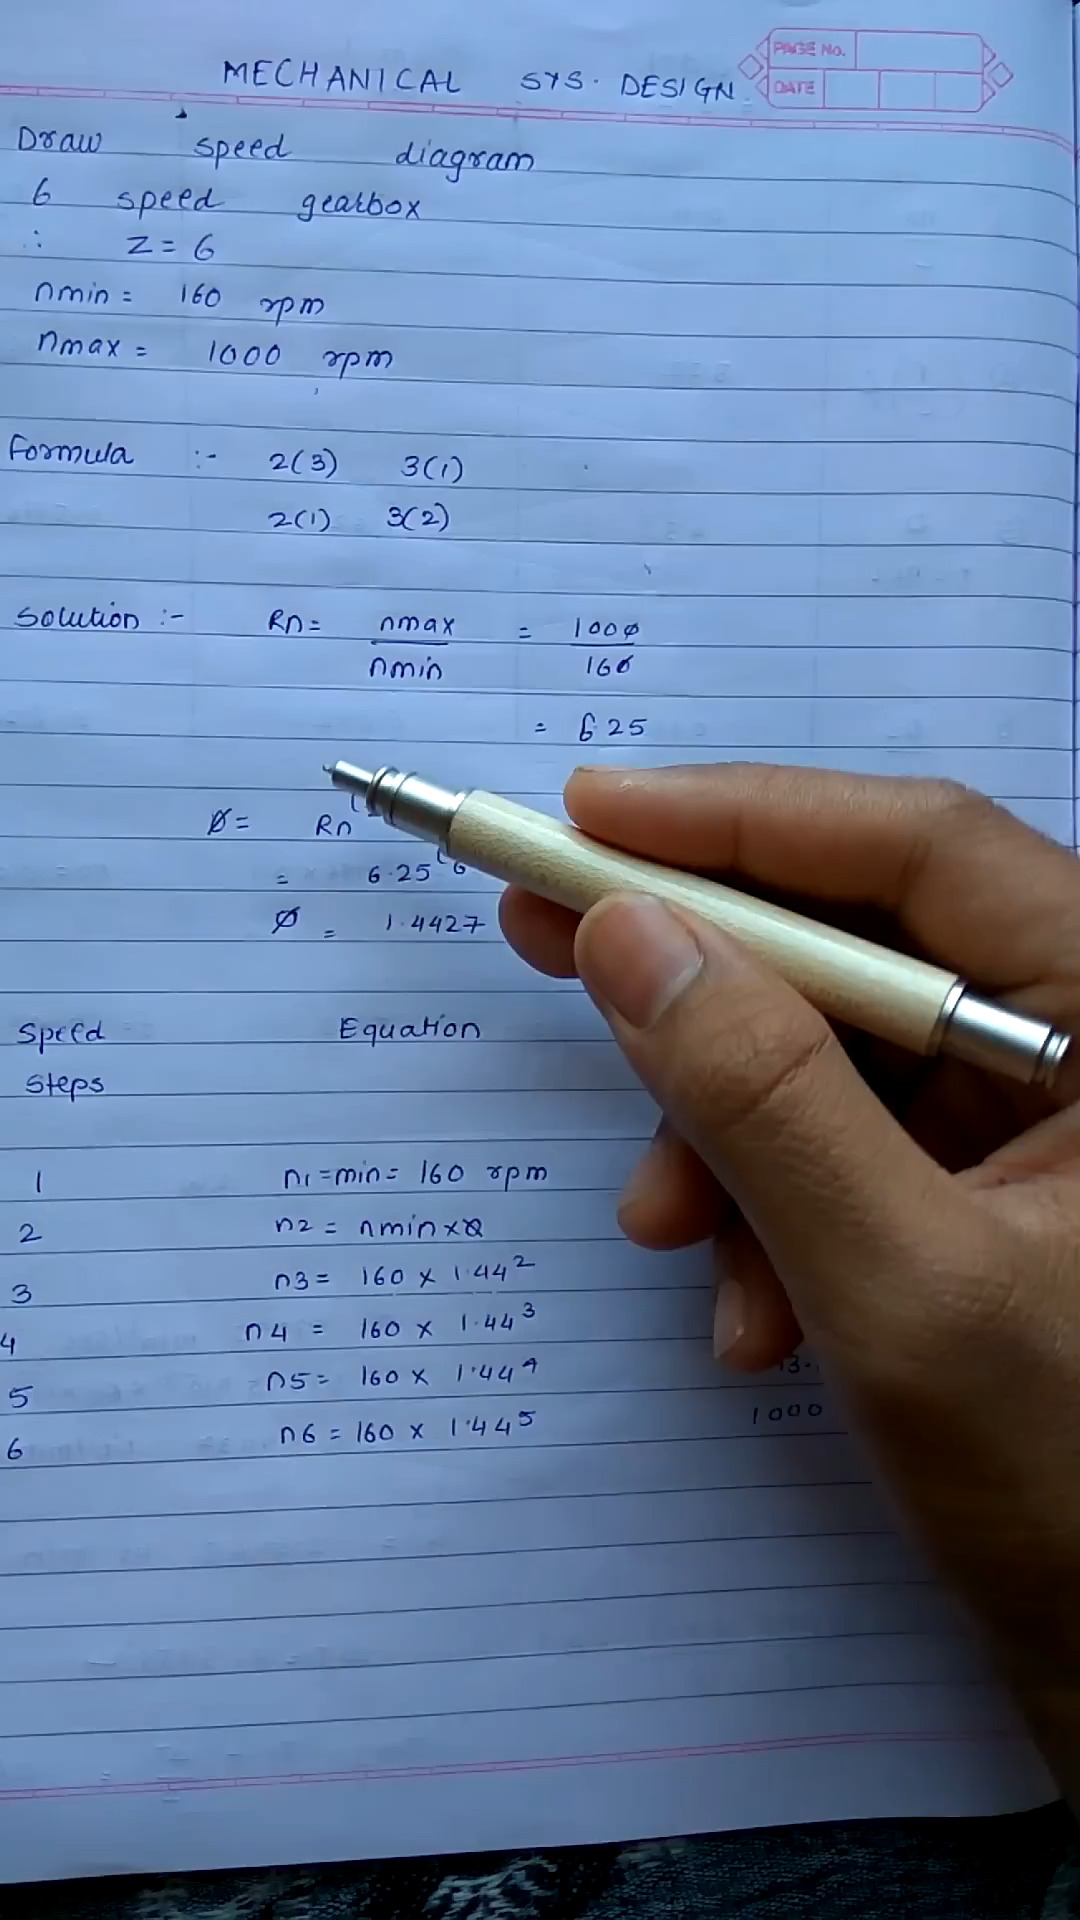 MECHANICAL SYS. DESIGN
PAGE No.
DATE
Draw speed diagram
6 speed gearbox
∴ Z = 6
nmin = 160 rpm
nmax = 1000 rpm
Formula :- 2(3) 3(1)
2(1) 3(2)
Solution :- Rn = nmax / nmin = 1000 / 160
= 6.25
Ø = Rn
= 6.25
Ø = 1.4427
Speed Equation
Steps
1 n1 = min = 160 rpm
2 n2 = nmin x Ø
3 n3 = 160 x 1.44²
4 n4 = 160 x 1.44³
5 n5 = 160 x 1.44⁴
6 n6 = 160 x 1.44⁵ 1000